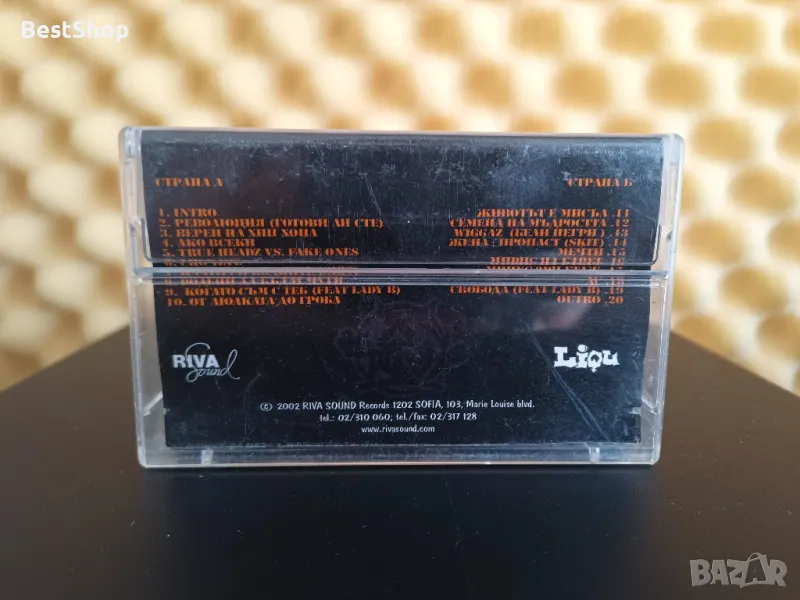 BestShop
СТРАНА А
1. INTRO
2. РЕВОЛЮЦИЯ (ГОТОВИ ЛИ СТЕ)
3. ВЕРЕН НА ХИП ХОПА
4. АКО ВСЕКИ
5. TRUE HEADZ VS. FAKE ONES
9. КОГАТО СЪМ С ТЕБ (FEAT LADY B)
10. ОТ ЛЮЛКАТА ДО ГРОБА
СТРАНА Б
ЖИВОТЪТ Е МИСЪЛ .11
СЕМЕНА НА МЪДРОСТТА .12
WIGGAZ (БЕЛИ НЕГРИ) .13
ЖЕНА - ПРОПАСТ (SKIT) .14
МЕЧТИ .15
СВОБОДА (FEAT LADY B) .19
OUTRO .20
RIVA
Sound
Liqu
© 2002 RIVA SOUND Records 1202 SOFIA, 103, Marie Louise blvd.
tel.: 02/310 060; tel./fax: 02/317 128
www.rivasound.com
BAZAR